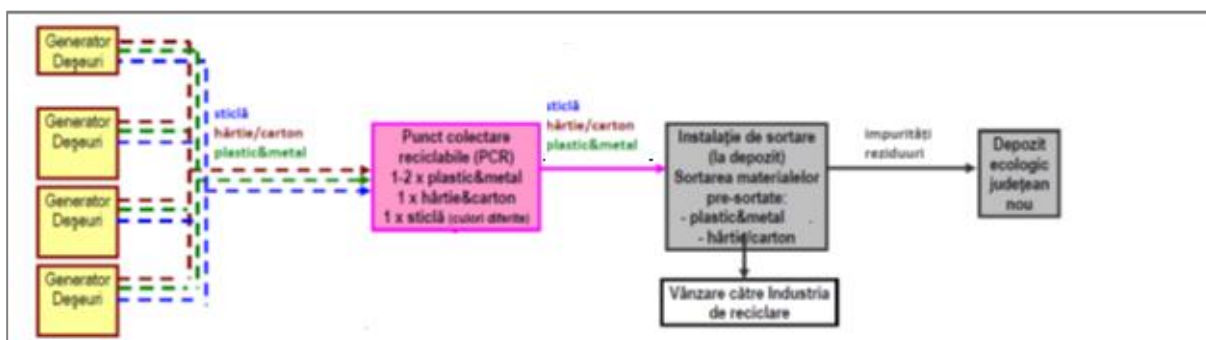 Generator
Deşeuri
Generator
Deşeuri
Generator
Deşeuri
Generator
Deşeuri
sticlă
hârtie/carton
plastic&metal
Punct colectare
reciclabile (PCR)
1-2 x plastic&metal
1 x hârtie&carton
1 x sticlă (culori diferite)
sticlă
hârtie/carton
plastic&metal
Instalaţie de sortare
(la depozit)
Sortarea materialelor
pre-sortate:
- plastic&metal
- hârtie/carton
impurităţi
reziduuri
Depozit
ecologic
judeţean
nou
Vânzare către Industria
de reciclare